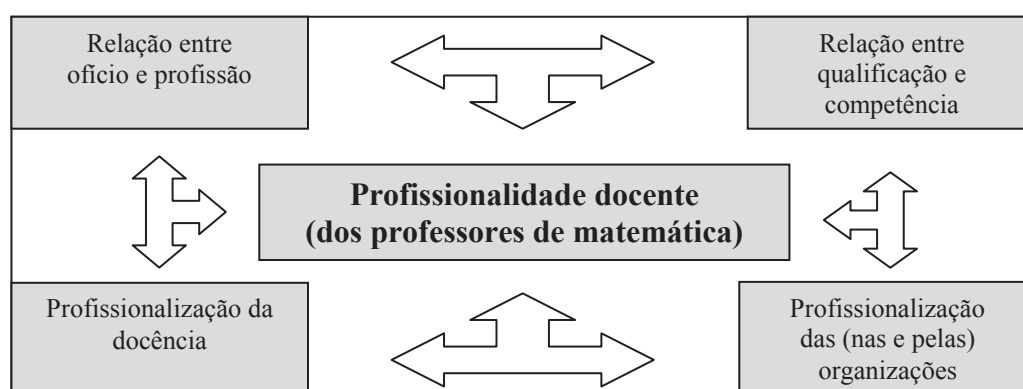 Relação entre
ofício e profissão
Relação entre
qualificação e
competência
Profissionalidade docente
(dos professores de matemática)
Profissionalização da
docência
Profissionalização
das (nas e pelas)
organizações